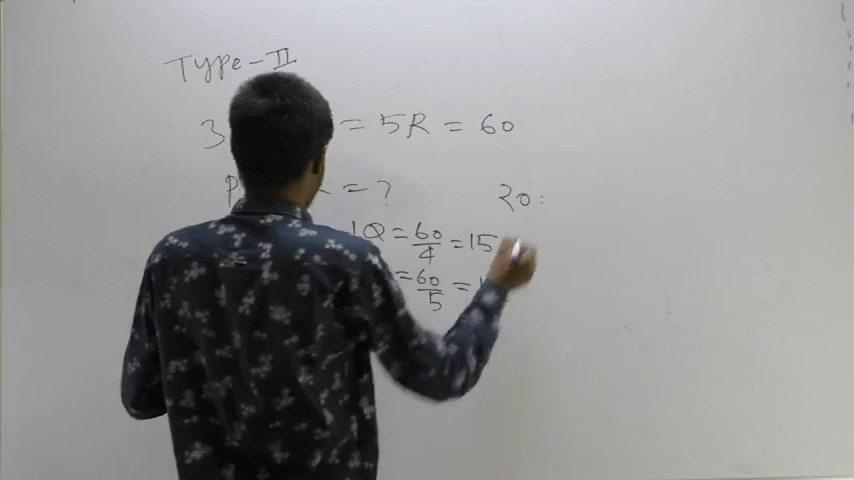 Type-II
3 = 5R = 60
P = ?
20:
1Q = 60/4 = 15
= 60/5 =